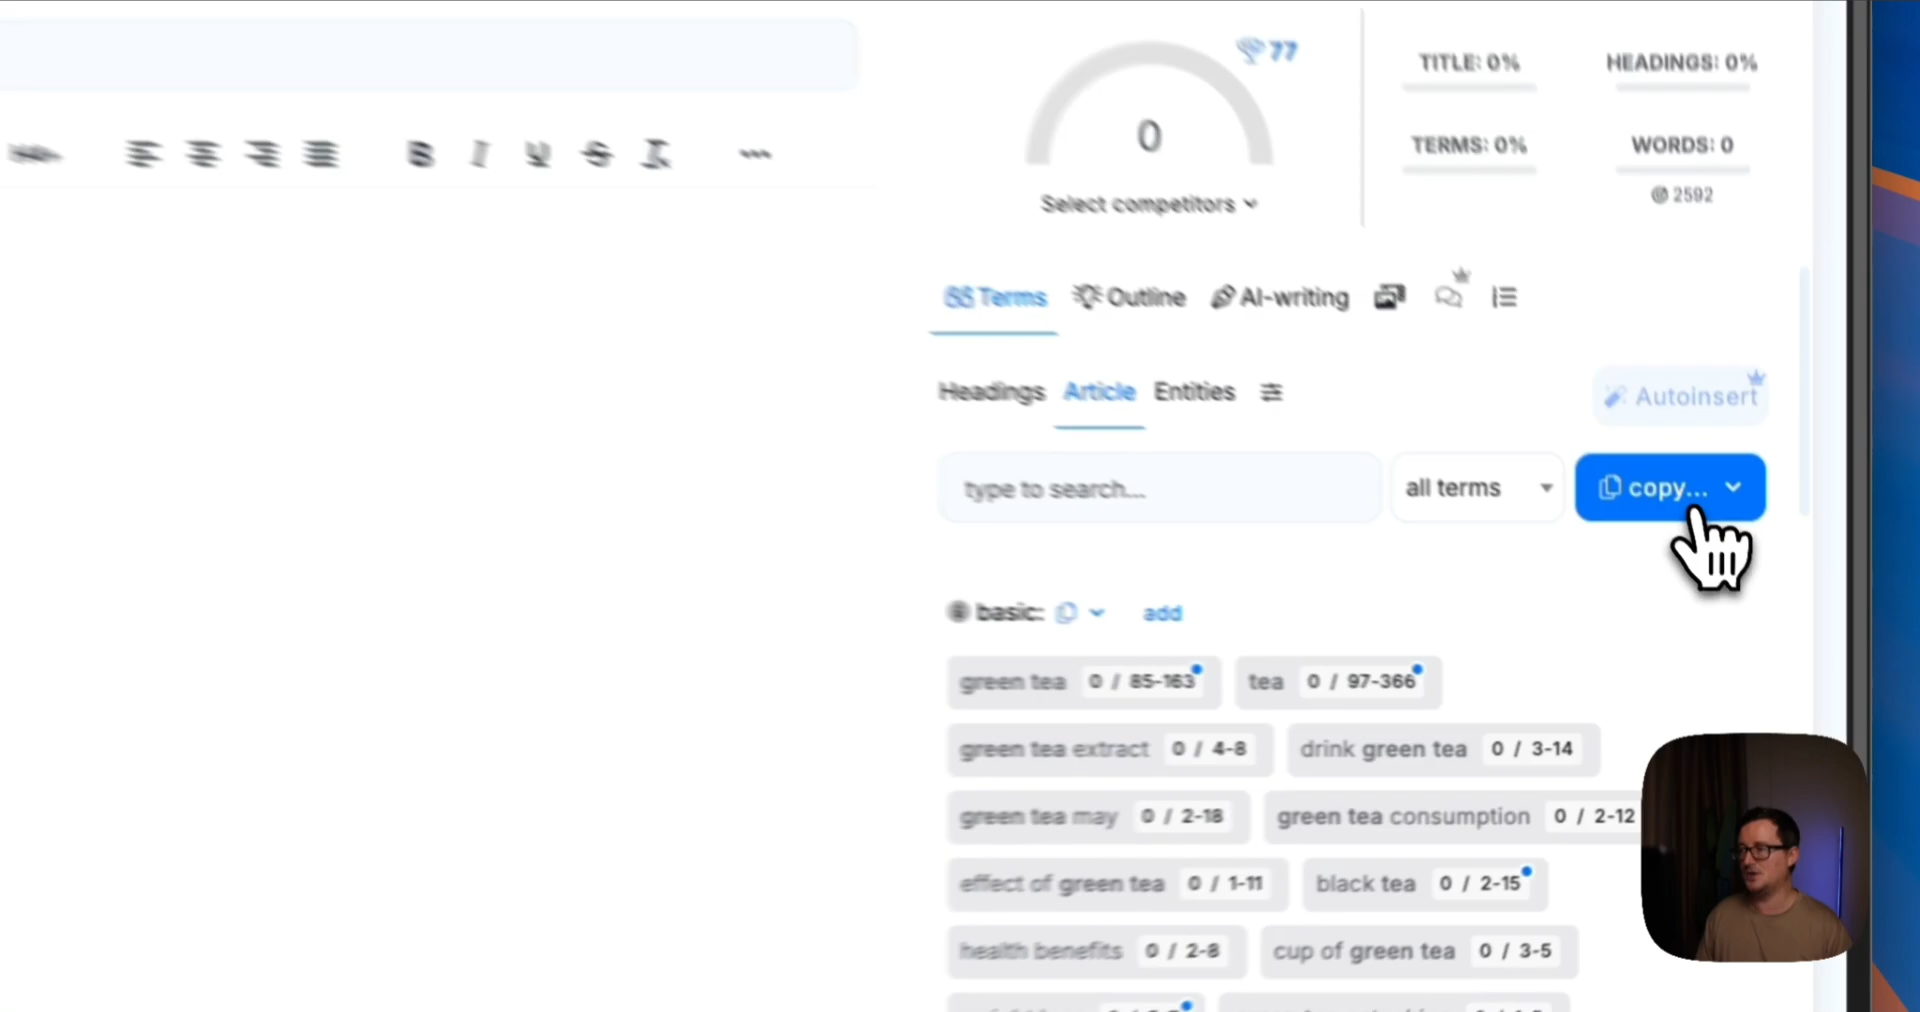 77
0
Select competitors
TITLE: 0%
HEADINGS: 0%
TERMS: 0%
WORDS: 0
2592
Terms Outline AI-writing
Headings Article Entities
Autoinsert
type to search...
all terms
copy...
basic:
add
green tea 0 / 85-163
tea 0 / 97-366
green tea extract 0 / 4-8
drink green tea 0 / 3-14
green tea may 0 / 2-18
green tea consumption 0 / 2-12
effect of green tea 0 / 1-11
black tea 0 / 2-15
health benefits 0 / 2-8
cup of green tea 0 / 3-5